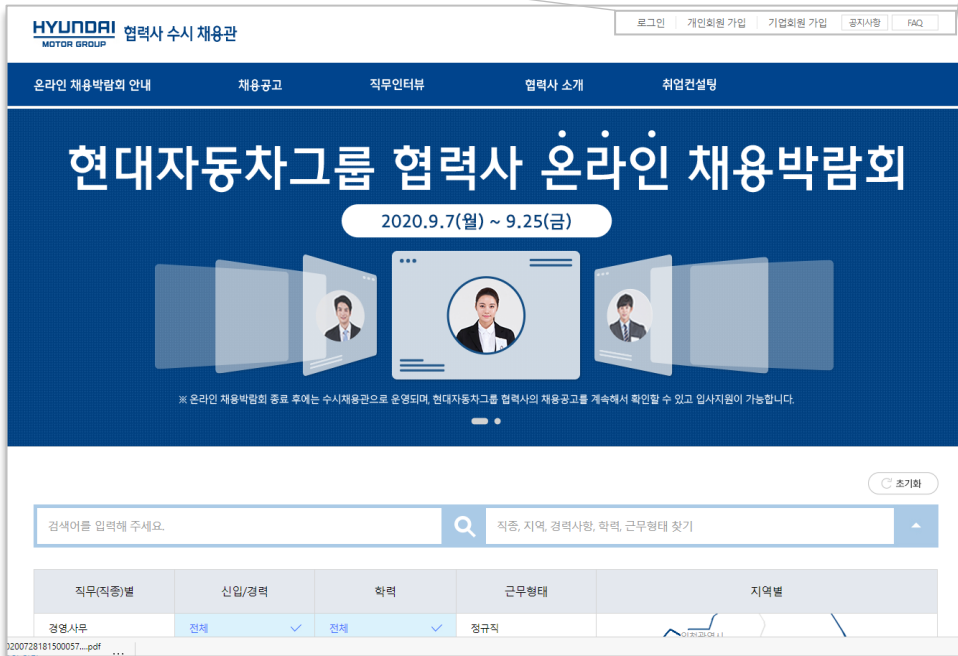 로그인 개인회원 가입 기업회원 가입 공지사항 FAQ
HYUNDAI
MOTOR GROUP
협력사 수시 채용관
온라인 채용박람회 안내 채용공고 직무인터뷰 협력사 소개 취업컨설팅
현대자동차그룹 협력사 온라인 채용박람회
2020.9.7(월) ~ 9.25(금)
※ 온라인 채용박람회 종료 후에는 수시채용관으로 운영되며, 현대자동차그룹 협력사의 채용공고를 계속해서 확인할 수 있고 입사지원이 가능합니다.
초기화
검색어를 입력해 주세요. 직종, 지역, 경력사항, 학력, 근무형태 찾기
직무(직종)별 신입/경력 학력 근무형태 지역별
경영.사무 전체 전체 정규직
인천광역시
0200728181500057....pdf